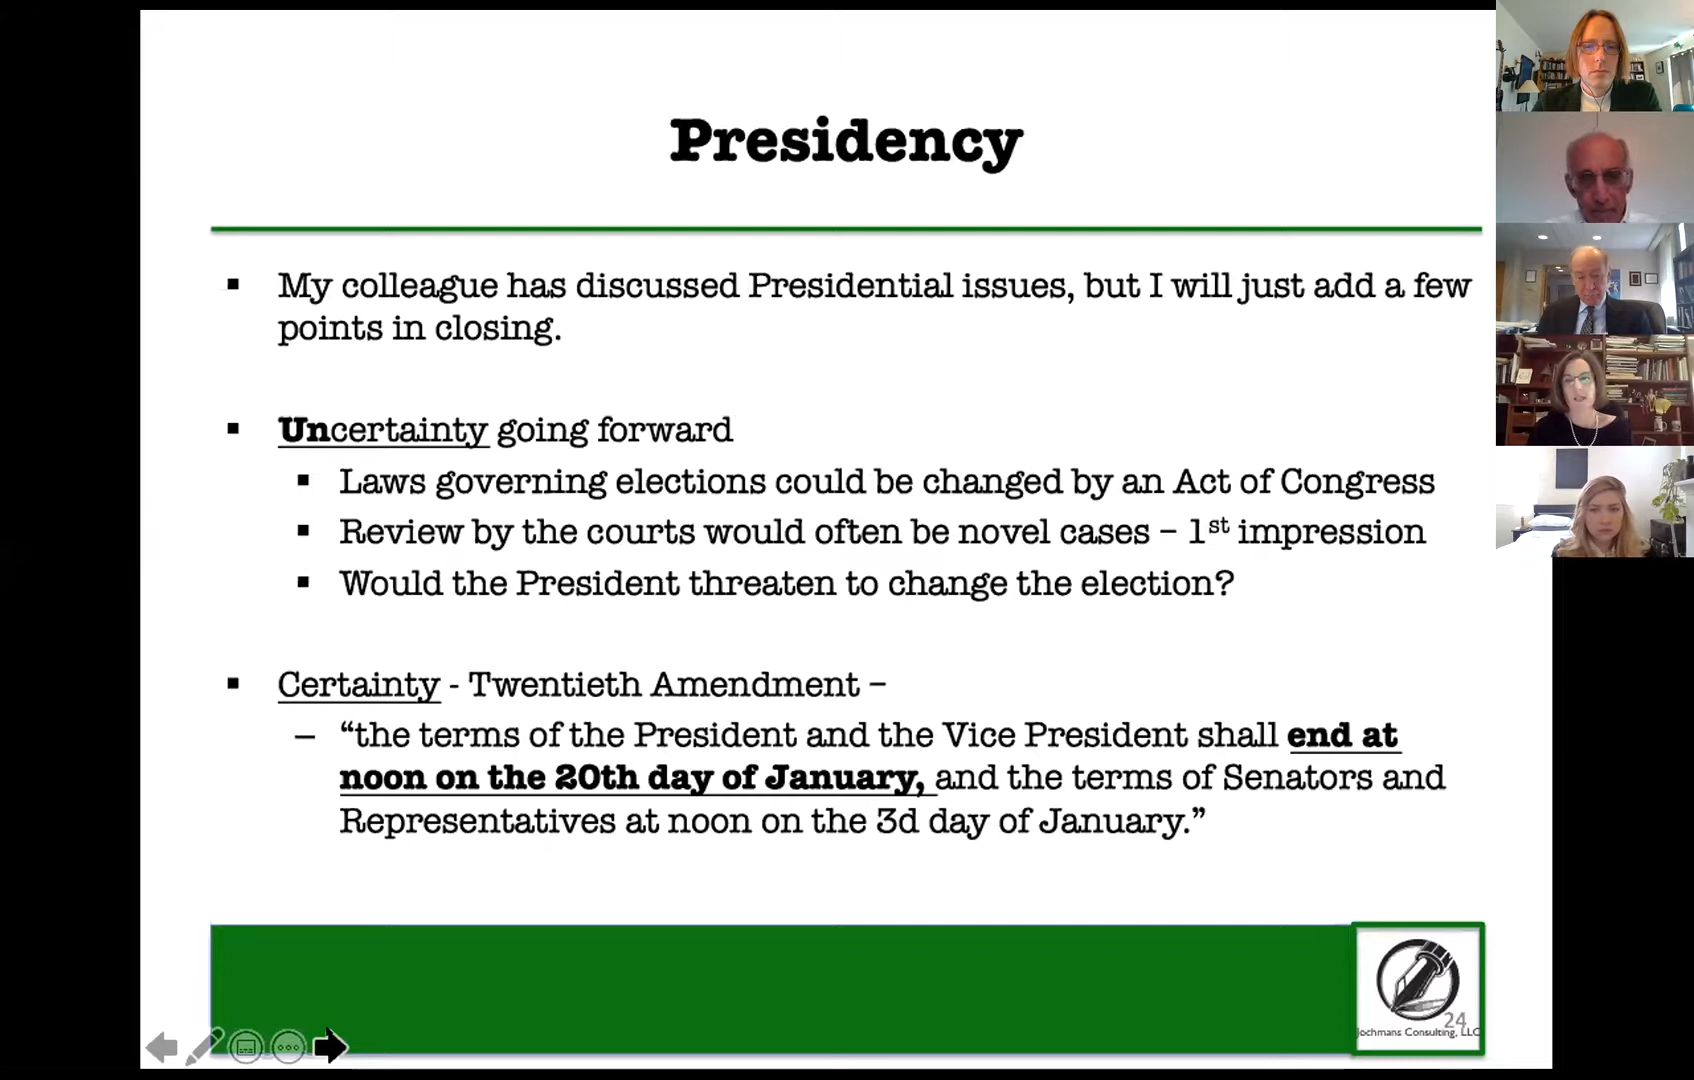 Presidency
▪ My colleague has discussed Presidential issues, but I will just add a few
points in closing.
▪ Uncertainty going forward
▪ Laws governing elections could be changed by an Act of Congress
▪ Review by the courts would often be novel cases – 1st impression
▪ Would the President threaten to change the election?
▪ Certainty - Twentieth Amendment –
– “the terms of the President and the Vice President shall end at
noon on the 20th day of January, and the terms of Senators and
Representatives at noon on the 3d day of January.”
24
Jochmans Consulting, LLC